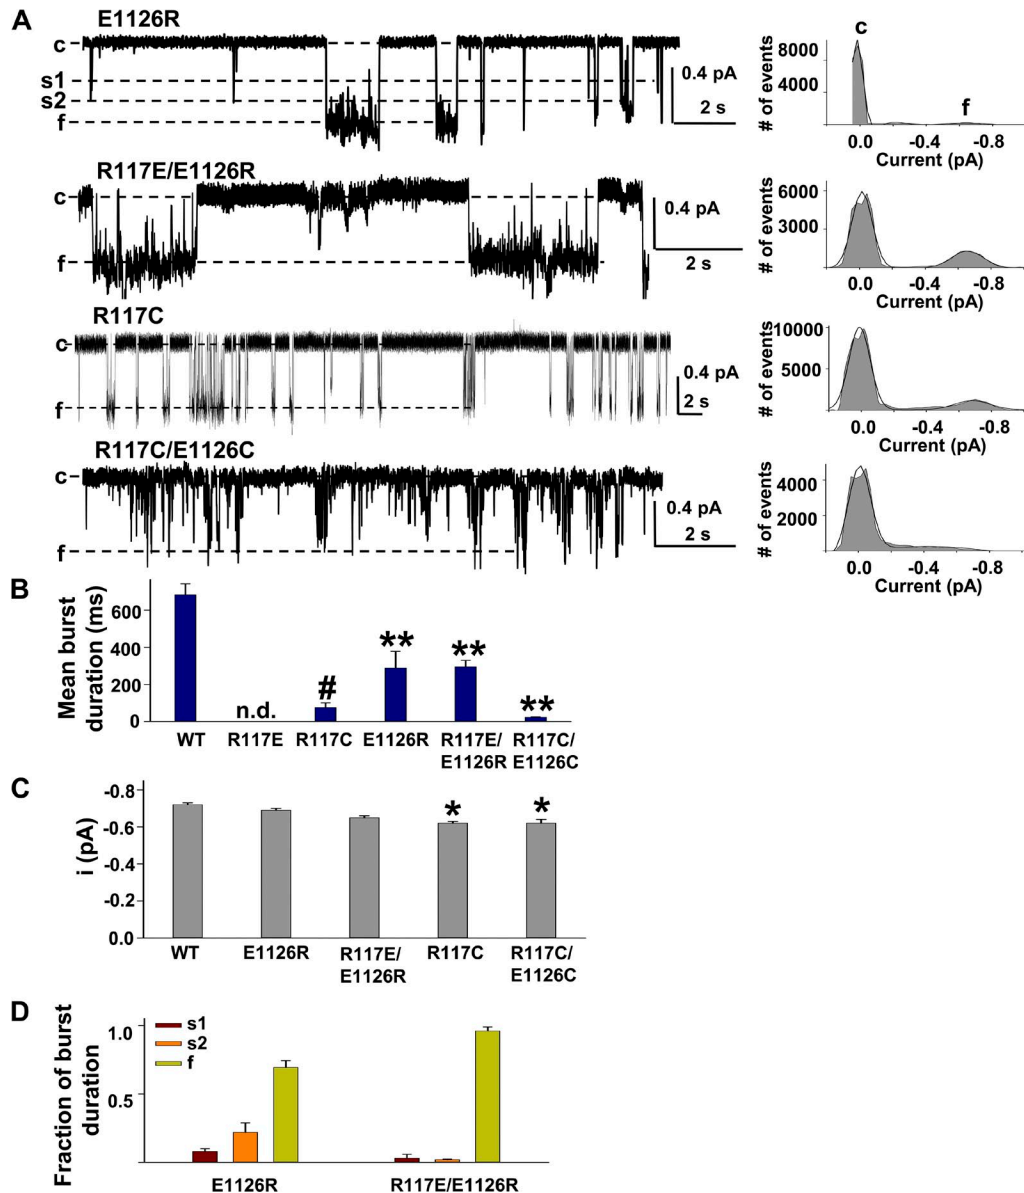 A
E1126R
c
s1
s2
f
0.4 pA
2 s
# of events
8000
4000
c
f
0.0 -0.4 -0.8
Current (pA)
R117E/E1126R
c
f
0.4 pA
2 s
# of events
6000
3000
0.0 -0.4 -0.8
Current (pA)
R117C
c
f
0.4 pA
2 s
# of events
10000
5000
0.0 -0.4 -0.8
Current (pA)
R117C/E1126C
c
f
0.4 pA
2 s
# of events
4000
2000
0.0 -0.4 -0.8
Current (pA)
B
Mean burst
duration (ms)
600
400
200
0
n.d.
#
**
**
**
WT R117E R117C E1126R R117E/ R117C/
E1126R E1126C
C
i (pA)
-0.8
-0.6
-0.4
-0.2
0.0
*
*
WT E1126R R117E/ R117C R117C/
E1126R E1126C
D
Fraction of burst
duration
1.0
0.5
s1
s2
f
E1126R R117E/E1126R